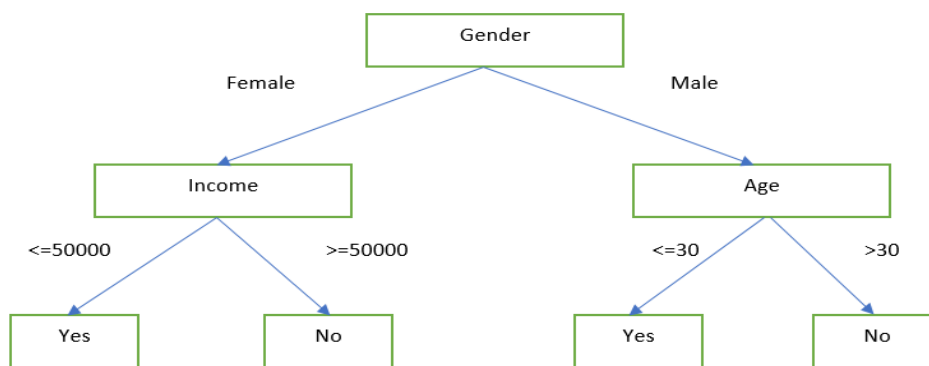 Gender
Female
Male
Income
Age
<=50000
>=50000
<=30
>30
Yes
No
Yes
No